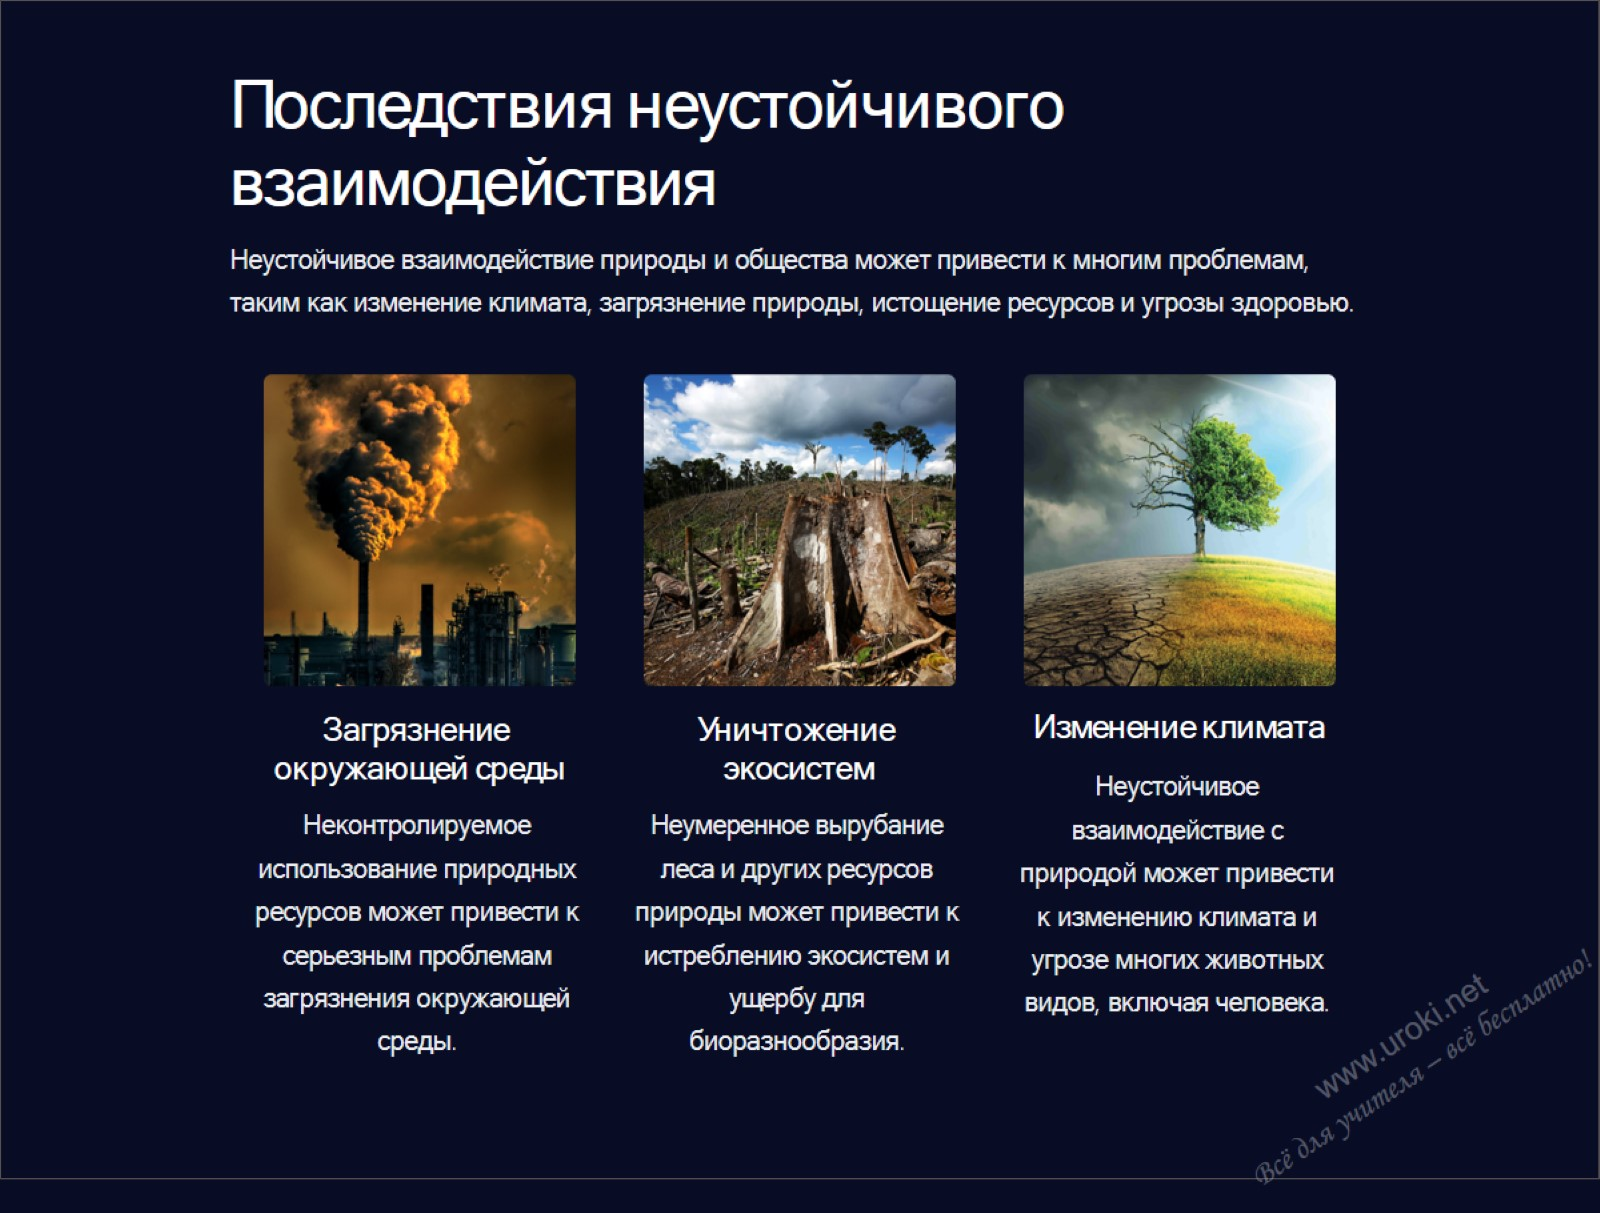 Последствия неустойчивого
взаимодействия
Неустойчивое взаимодействие природы и общества может привести к многим проблемам,
таким как изменение климата, загрязнение природы, истощение ресурсов и угрозы здоровью.
Загрязнение
окружающей среды
Неконтролируемое
использование природных
ресурсов может привести к
серьезным проблемам
загрязнения окружающей
среды.
Уничтожение
экосистем
Неумеренное вырубание
леса и других ресурсов
природы может привести к
истреблению экосистем и
ущербу для
биоразнообразия.
Изменение климата
Неустойчивое
взаимодействие с
природой может привести
к изменению климата и
угрозе многих животных
видов, включая человека.
www.uroki.net
Всё для учителя – всё бесплатно!